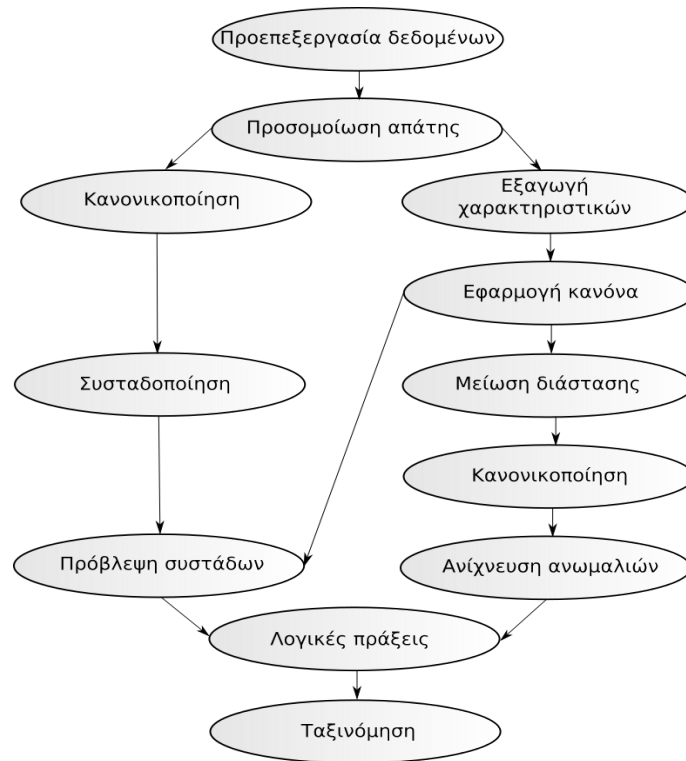 Προεπεξεργασία δεδομένων
Προσομοίωση απάτης
Κανονικοποίηση
Εξαγωγή
χαρακτηριστικών
Εφαρμογή κανόνα
Συσταδοποίηση
Μείωση διάστασης
Κανονικοποίηση
Πρόβλεψη συστάδων
Ανίχνευση ανωμαλιών
Λογικές πράξεις
Ταξινόμηση